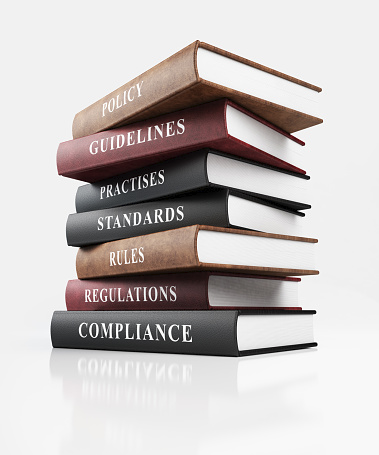 POLICY
GUIDELINES
PRACTISES
STANDARDS
RULES
REGULATIONS
COMPLIANCE